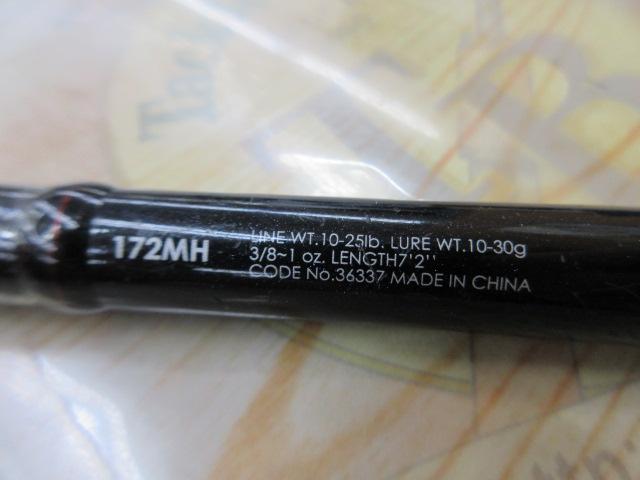 172MH
LINE WT.10-25lb. LURE WT.10-30g
3/8~1 oz. LENGTH7'2''
CODE No.36337 MADE IN CHINA